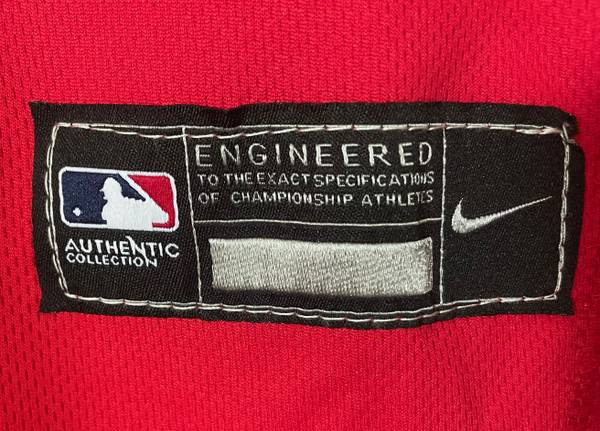 AUTHENTIC
COLLECTION
ENGINEERED
TO THE EXACT SPECIFICATIONS
OF CHAMPIONSHIP ATHLETES